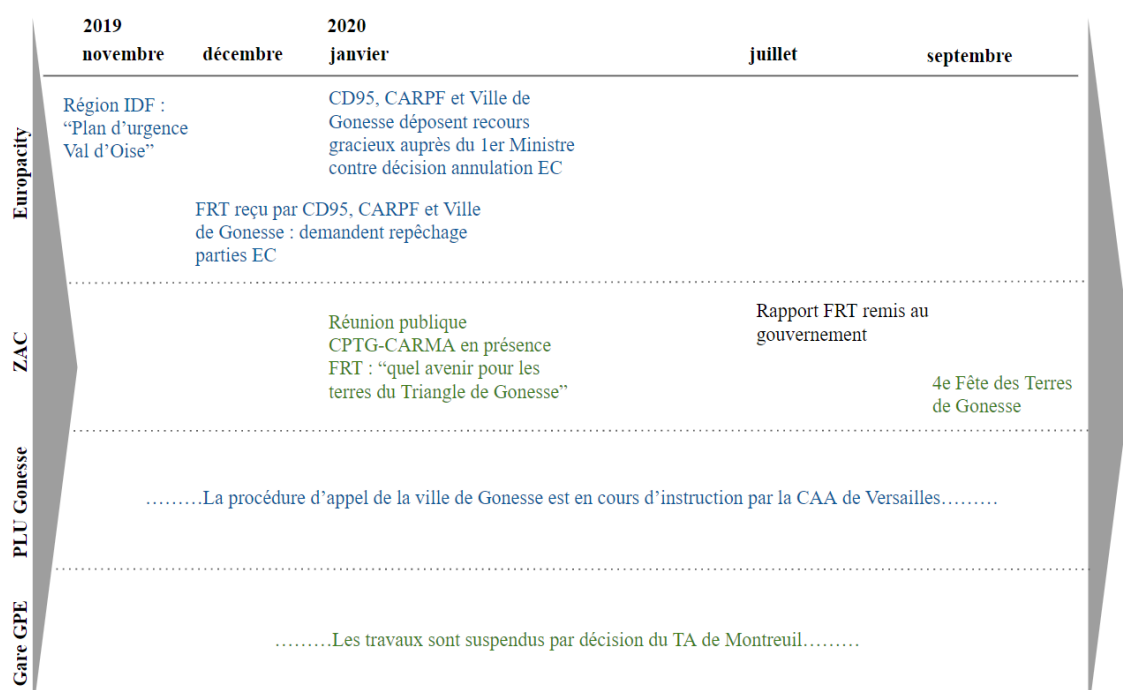 2019
2020
novembre
décembre
janvier
juillet
septembre
Europacity
Région IDF :
“Plan d’urgence
Val d’Oise”
CD95, CARPF et Ville de
Gonesse déposent recours
gracieux auprès du 1er Ministre
contre décision annulation EC
FRT reçu par CD95, CARPF et Ville
de Gonesse : demandent repêchage
parties EC
ZAC
Réunion publique
CPTG-CARMA en présence
FRT : “quel avenir pour les
terres du Triangle de Gonesse”
Rapport FRT remis au
gouvernement
4e Fête des Terres
de Gonesse
PLU Gonesse
………La procédure d’appel de la ville de Gonesse est en cours d’instruction par la CAA de Versailles………
Gare GPE
………Les travaux sont suspendus par décision du TA de Montreuil………